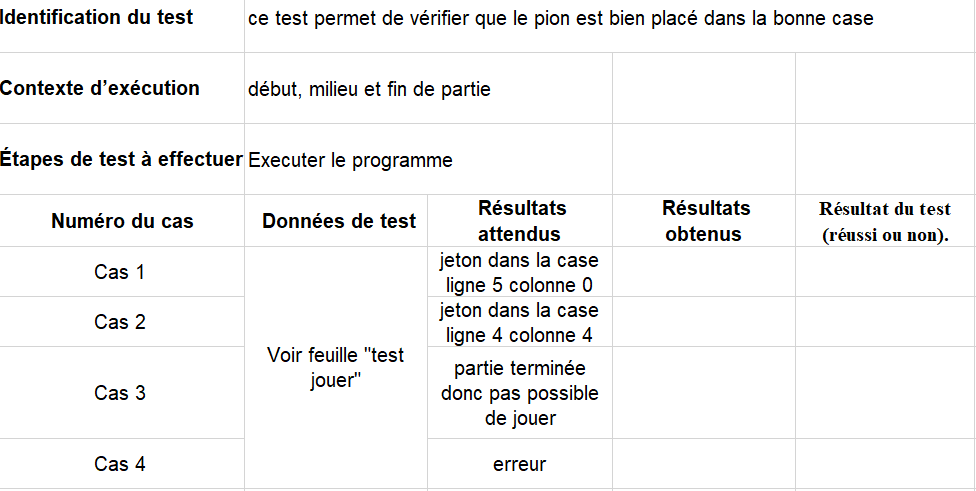 Identification du test ce test permet de vérifier que le pion est bien placé dans la bonne case
Contexte d'exécution début, milieu et fin de partie
Étapes de test à effectuer Executer le programme
Numéro du cas Données de test Résultats attendus Résultats obtenus Résultat du test (réussi ou non).
Cas 1 jeton dans la case ligne 5 colonne 0
Cas 2 jeton dans la case ligne 4 colonne 4
Voir feuille "test jouer"
Cas 3 partie terminée donc pas possible de jouer
Cas 4 erreur